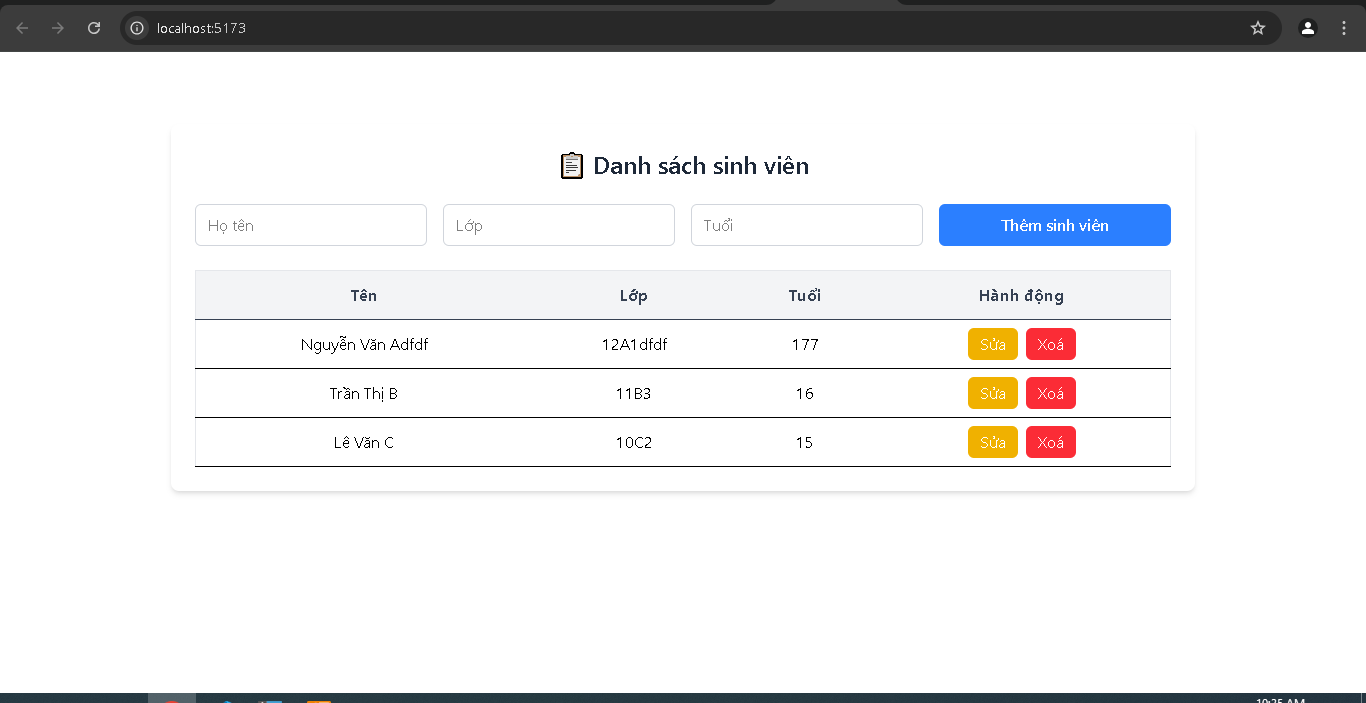 localhost:5173
Danh sách sinh viên
Họ tên Lớp Tuổi Thêm sinh viên
Tên Lớp Tuổi Hành động
Nguyễn Văn Adfdf 12A1dfdf 177 Sửa Xoá
Trần Thị B 11B3 16 Sửa Xoá
Lê Văn C 10C2 15 Sửa Xoá